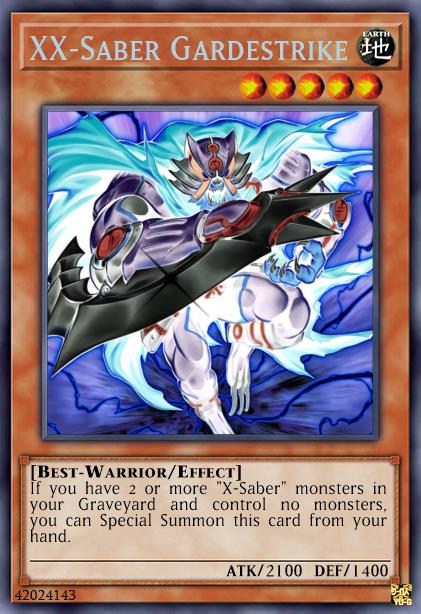 XX-Saber Gardestrike
EARTH
地
[Best-Warrior/Effect]
If you have 2 or more "X-Saber" monsters in
your Graveyard and control no monsters,
you can Special Summon this card from your
hand.
ATK/2100 DEF/1400
42024143